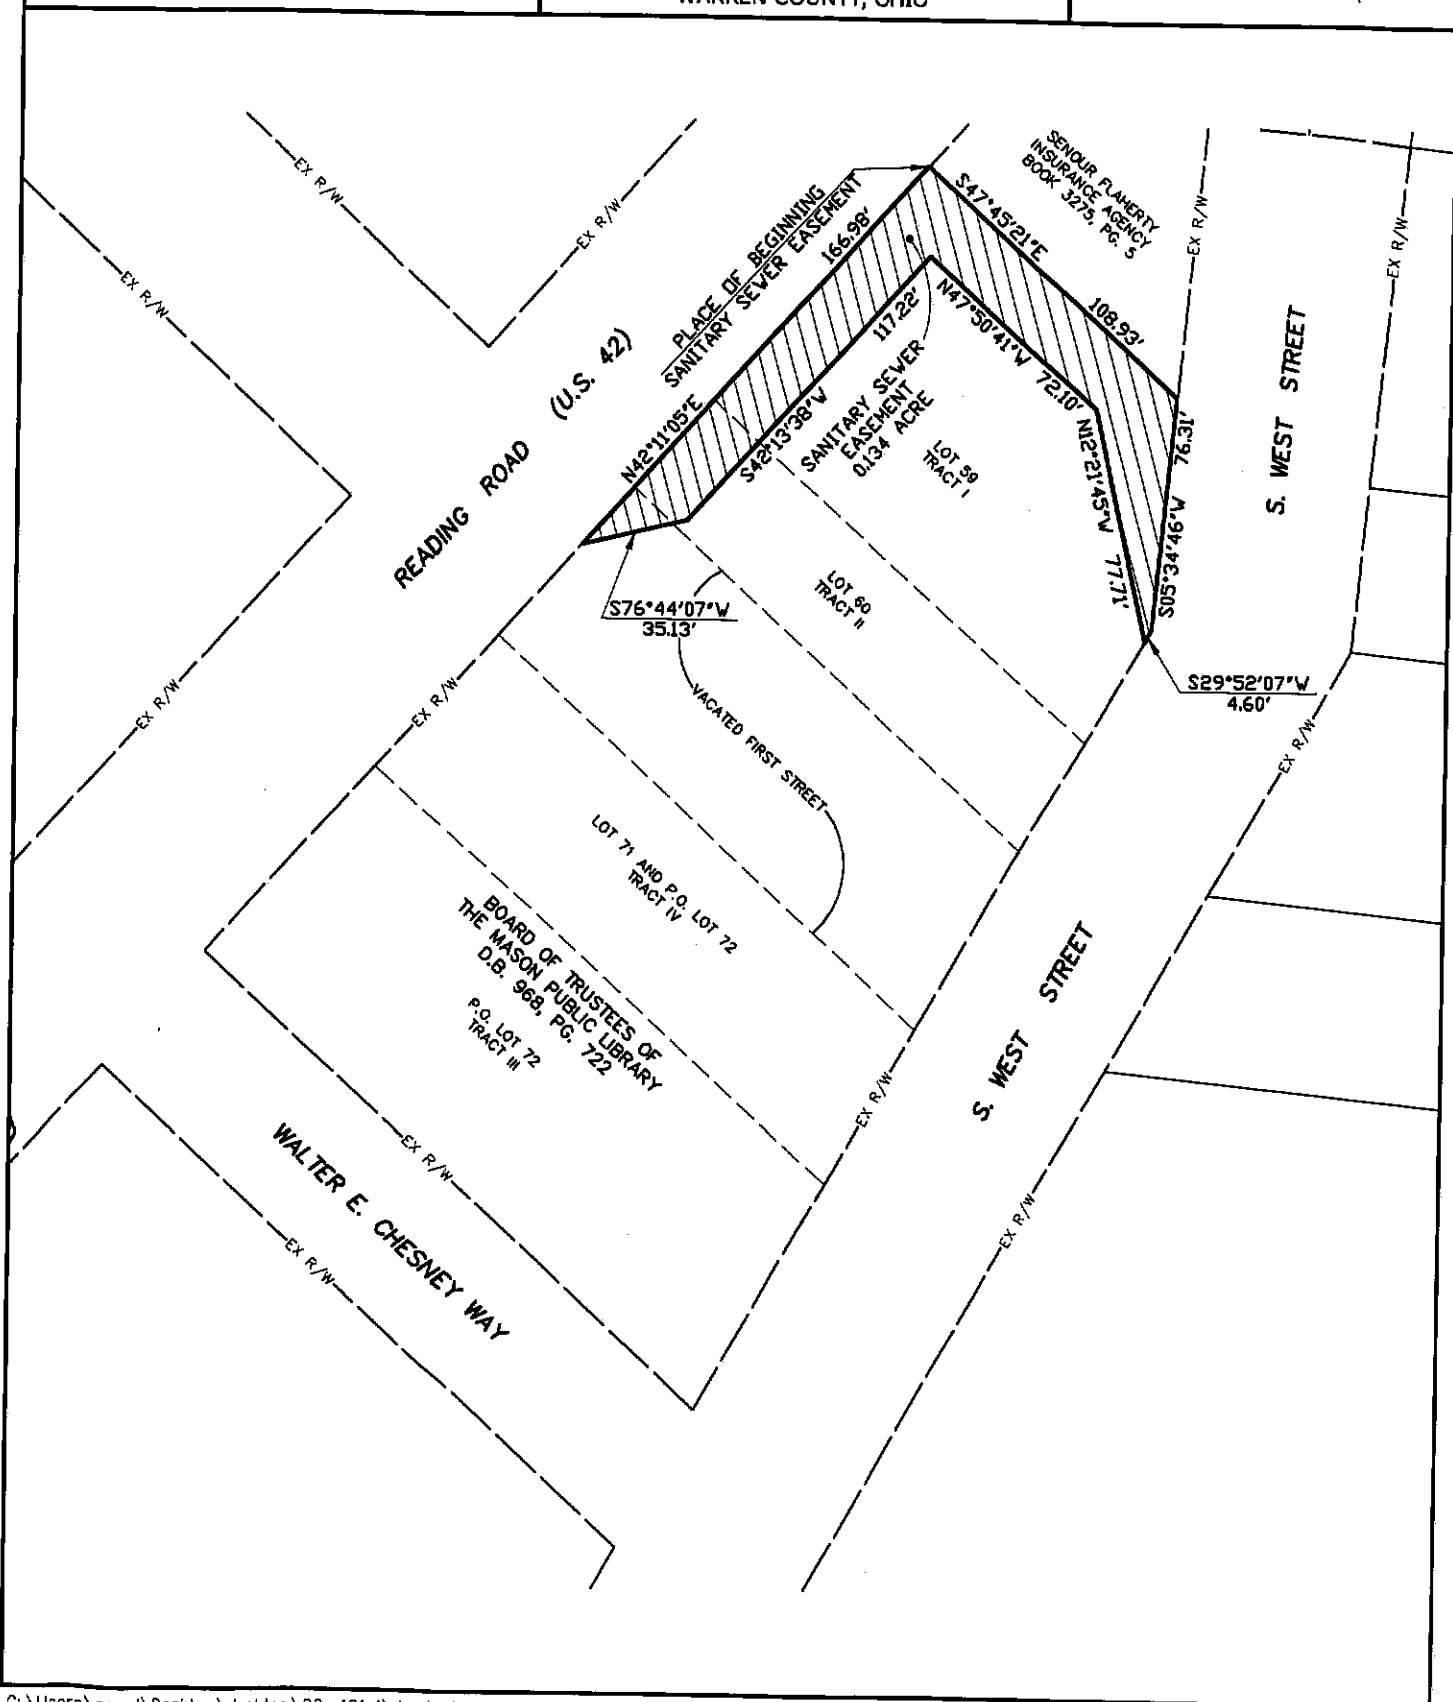 WARREN COUNTY, OHIO
EX R/W
EX R/W
EX R/W
PLACE OF BEGINNING
SANITARY SEWER EASEMENT
166.98'
S47°45'21"E
108.93'
SENOUR FLAHERTY
INSURANCE AGENCY
BOOK 3275, PG. 5
EX R/W
EX R/W
READING ROAD (U.S. 42)
N42°11'05"E
S42°13'38"W
117.22'
N47°50'41"W 72.10'
SANITARY SEWER
EASEMENT
0.134 ACRE
LOT 59
TRACT I
N12°21'45"W 77.71'
S05°34'46"W 76.31'
S. WEST STREET
LOT 60
TRACT II
S76°44'07"W
35.13'
S29°52'07"W
4.60'
EX R/W
EX R/W
EX R/W
VACATED FIRST STREET
LOT 71 AND P.O. LOT 72
TRACT IV
BOARD OF TRUSTEES OF
THE MASON PUBLIC LIBRARY
D.B. 968, PG. 722
P.O. LOT 72
TRACT III
S. WEST STREET
EX R/W
EX R/W
EX R/W
WALTER E. CHESNEY WAY
EX R/W